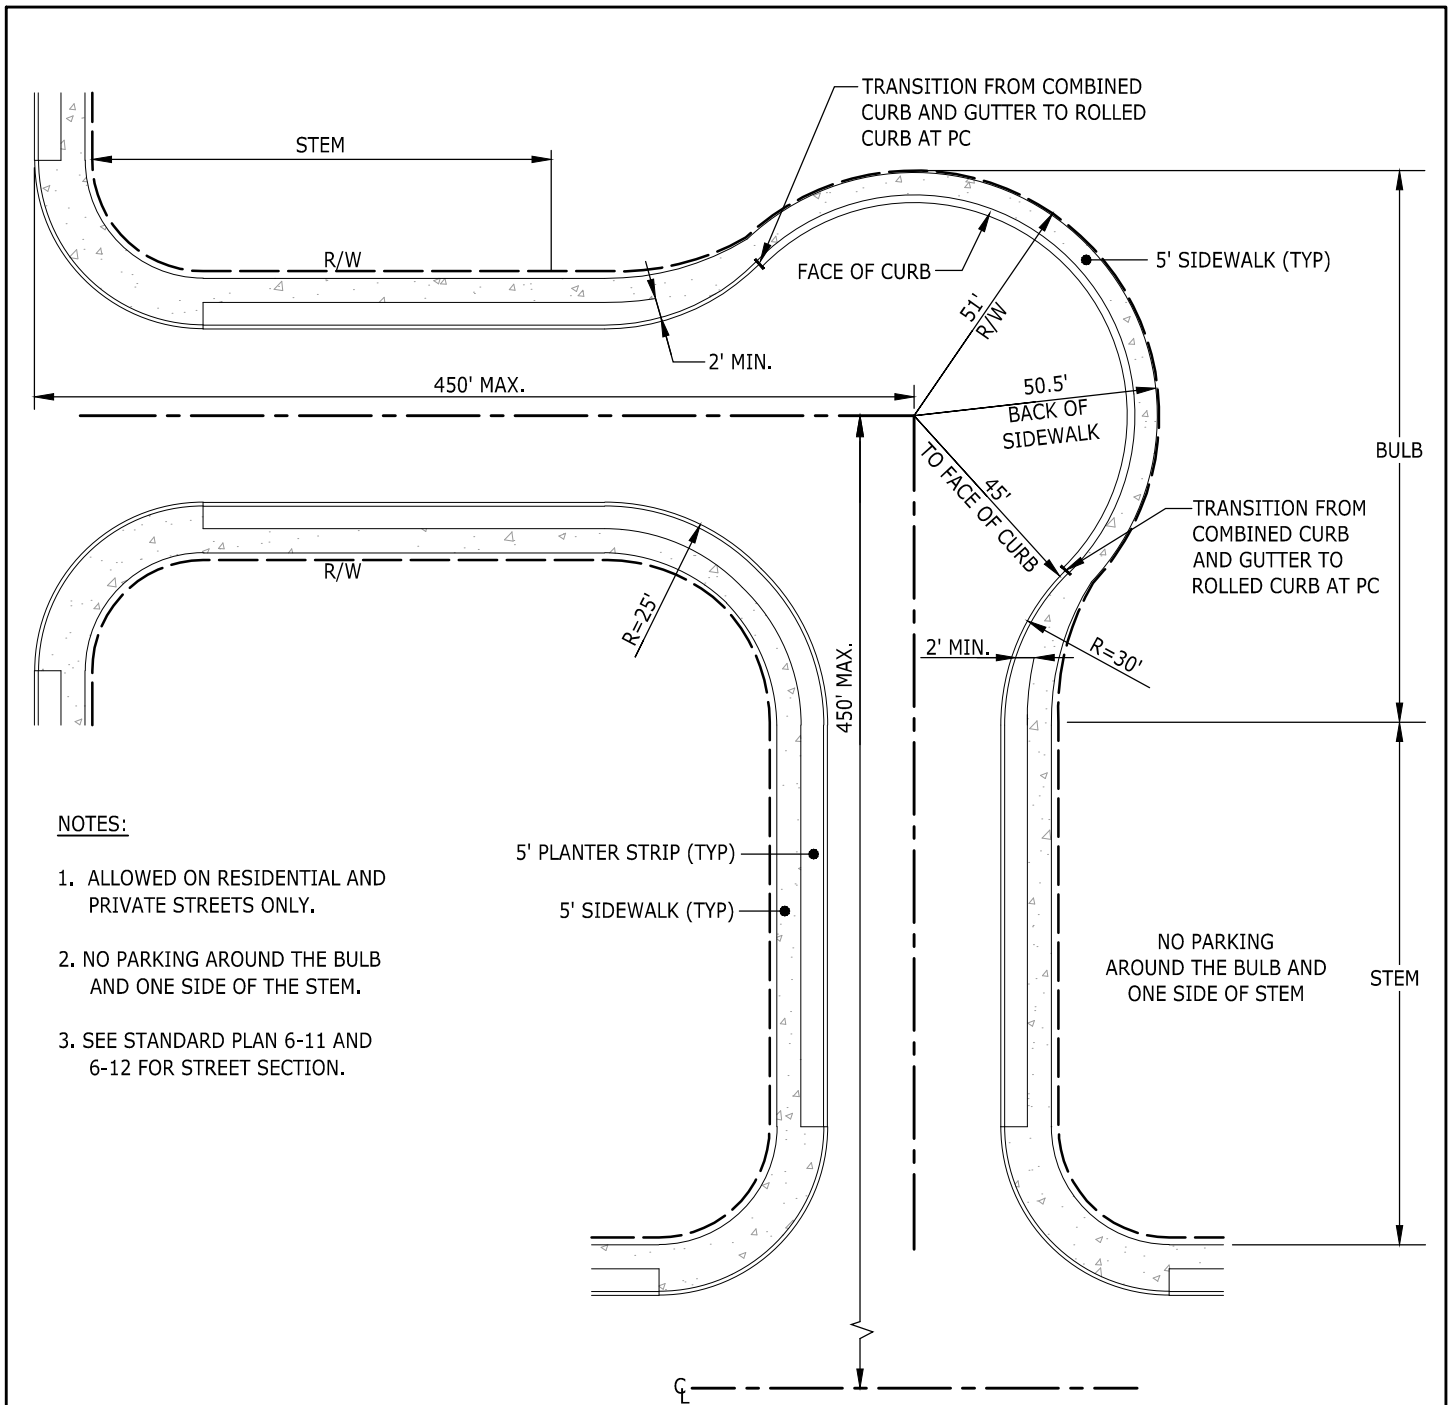 TRANSITION FROM COMBINED
CURB AND GUTTER TO ROLLED
CURB AT PC
STEM
R/W
FACE OF CURB
5' SIDEWALK (TYP)
51'
R/W
2' MIN.
450' MAX.
50.5'
BACK OF
SIDEWALK
45'
TO FACE OF CURB
BULB
TRANSITION FROM
COMBINED CURB
AND GUTTER TO
ROLLED CURB AT PC
R/W
R=25'
2' MIN.
R=30'
450' MAX.
NOTES:
1. ALLOWED ON RESIDENTIAL AND
PRIVATE STREETS ONLY.
2. NO PARKING AROUND THE BULB
AND ONE SIDE OF THE STEM.
3. SEE STANDARD PLAN 6-11 AND
6-12 FOR STREET SECTION.
5' PLANTER STRIP (TYP)
5' SIDEWALK (TYP)
NO PARKING
AROUND THE BULB AND
ONE SIDE OF STEM
STEM
℄